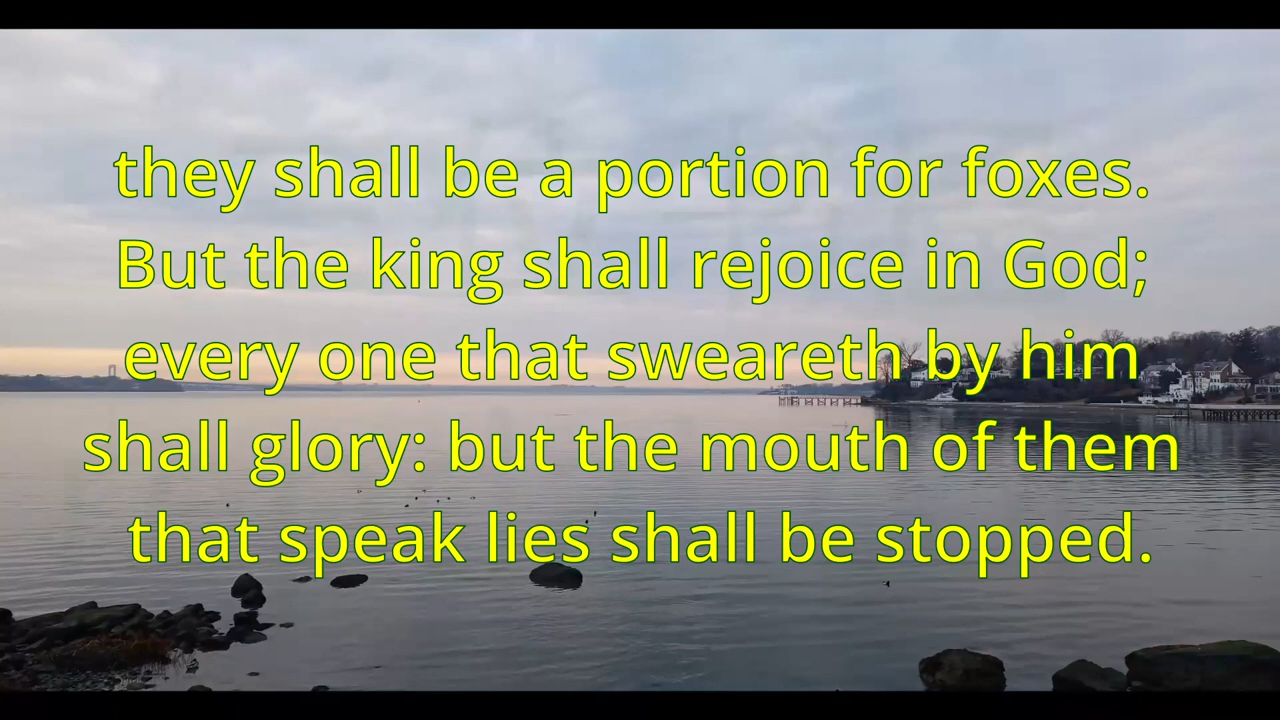 they shall be a portion for foxes.
But the king shall rejoice in God;
every one that sweareth by him
shall glory: but the mouth of them
that speak lies shall be stopped.